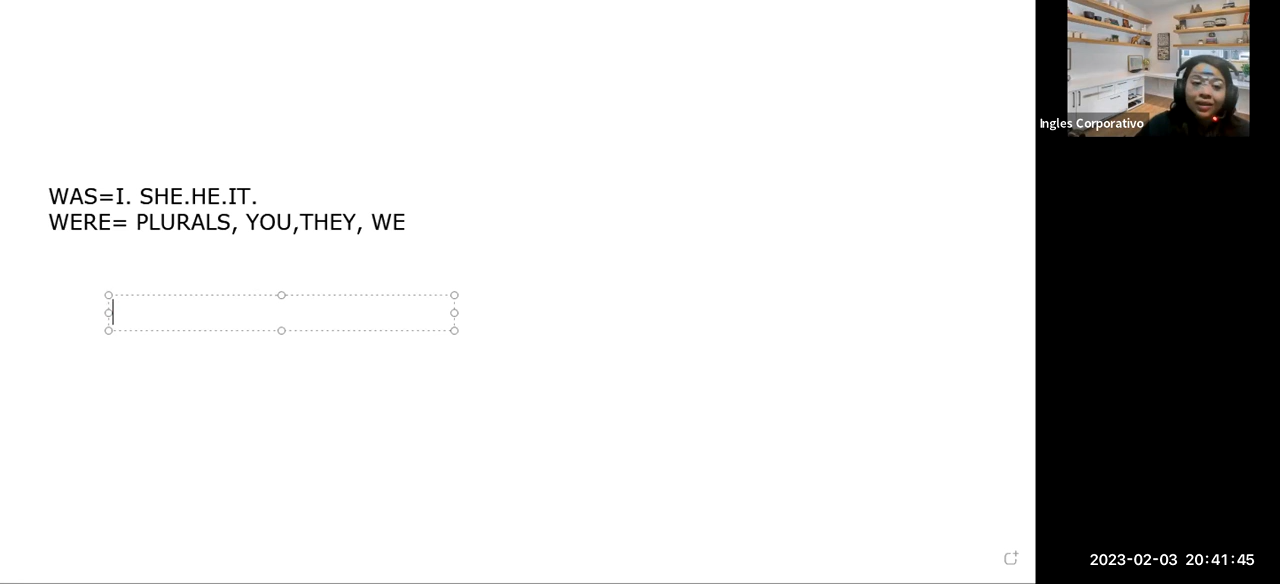 WAS=I. SHE.HE.IT.
WERE= PLURALS, YOU,THEY, WE
Ingles Corporativo
2023-02-03 20:41:45